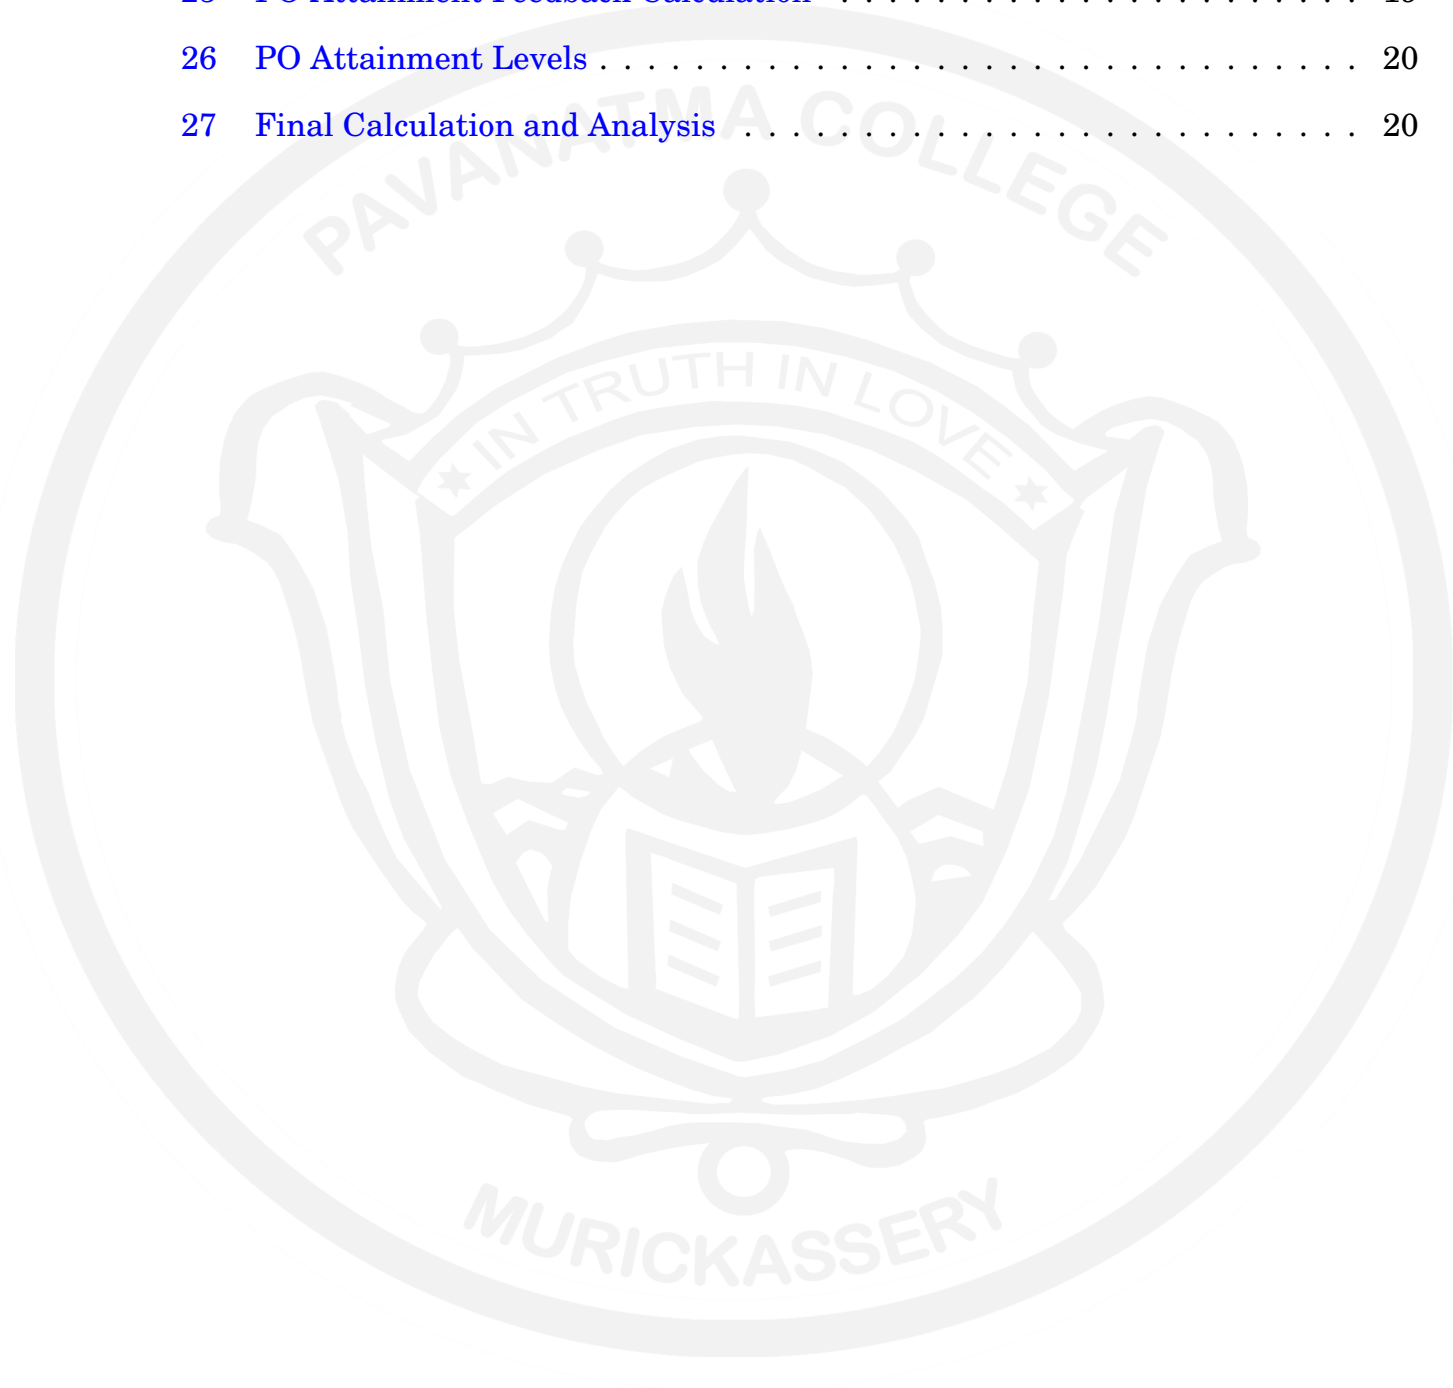 26 PO Attainment Levels . . . . . . . . . . . . . . . . . . . . . . . . . . . . . . . . 20
27 Final Calculation and Analysis . . . . . . . . . . . . . . . . . . . . . . . . . . 20
PAVANATMA COLLEGE
IN TRUTH IN LOVE
MURICKASSERY